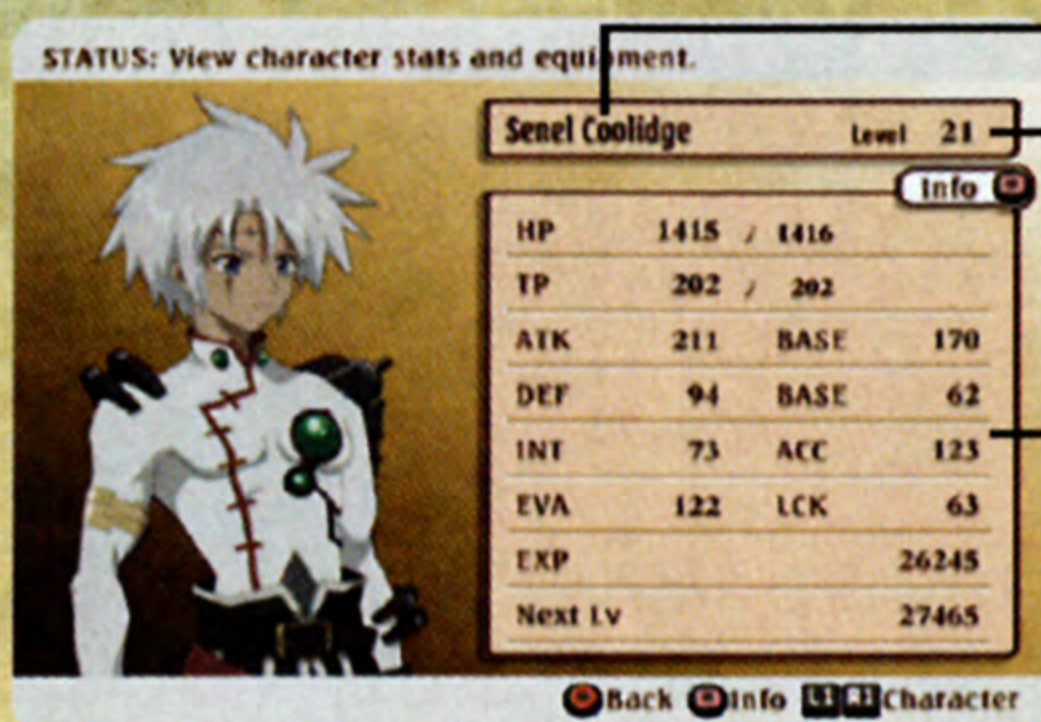 STATUS: View character stats and equipment.
Senel Coolidge Level 21
Info
HP 1415 / 1416
TP 202 / 202
ATK 211 BASE 170
DEF 94 BASE 62
INT 73 ACC 123
EVA 122 LCK 63
EXP 26245
Next Lv 27465
Back Info L1 R1 Character